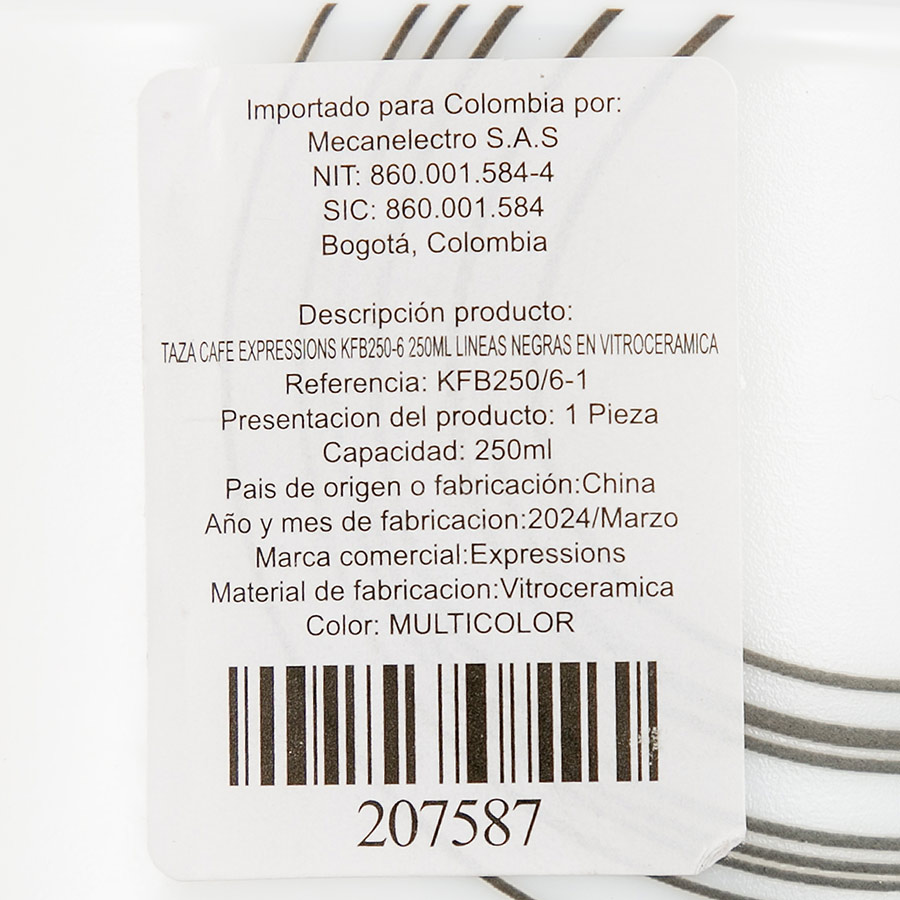 Importado para Colombia por:
Mecanelectro S.A.S
NIT: 860.001.584-4
SIC: 860.001.584
Bogotá, Colombia
Descripción producto:
TAZA CAFE EXPRESSIONS KFB250-6 250ML LINEAS NEGRAS EN VITROCERAMICA
Referencia: KFB250/6-1
Presentacion del producto: 1 Pieza
Capacidad: 250ml
Pais de origen o fabricación:China
Año y mes de fabricacion:2024/Marzo
Marca comercial:Expressions
Material de fabricacion:Vitroceramica
Color: MULTICOLOR
207587